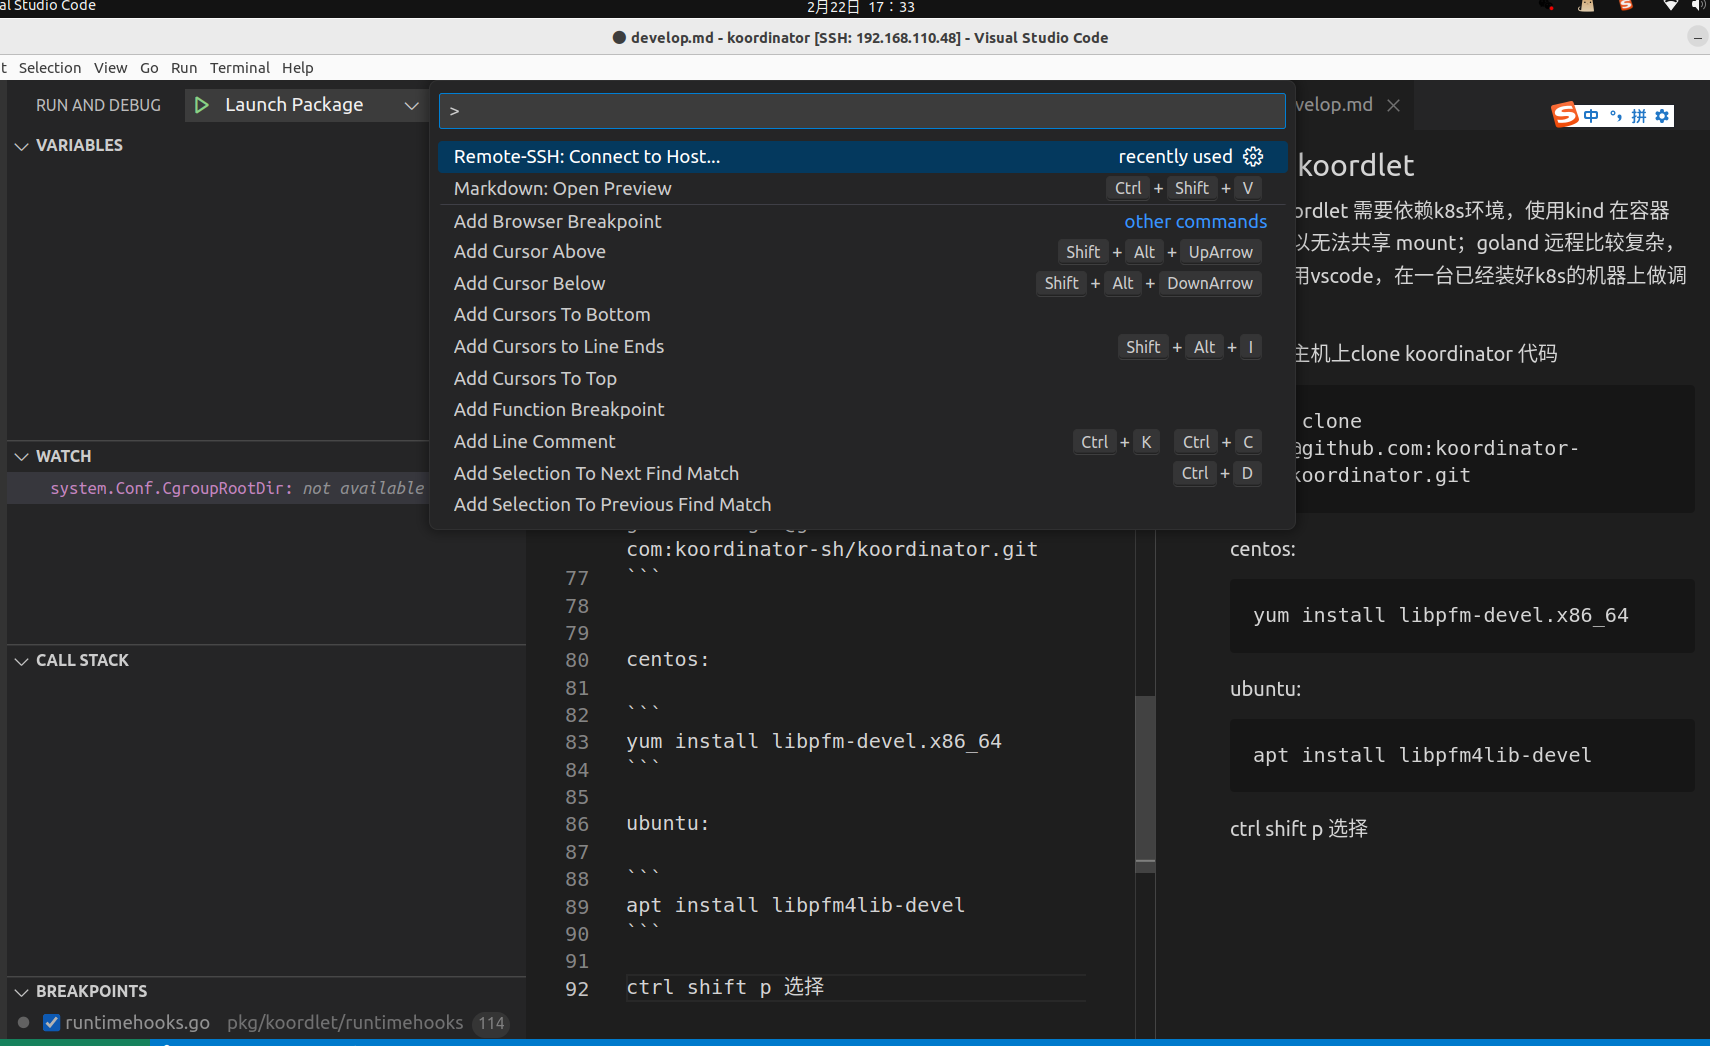 al Studio Code
2月22日 17：33
● develop.md - koordinator [SSH: 192.168.110.48] - Visual Studio Code
t Selection View Go Run Terminal Help
RUN AND DEBUG
Launch Package
>
velop.md
中 °, 拼
VARIABLES
Remote-SSH: Connect to Host... recently used
Markdown: Open Preview Ctrl + Shift + V
Add Browser Breakpoint other commands
Add Cursor Above Shift + Alt + UpArrow
Add Cursor Below Shift + Alt + DownArrow
Add Cursors To Bottom
Add Cursors to Line Ends Shift + Alt + I
Add Cursors To Top
Add Function Breakpoint
Add Line Comment Ctrl + K Ctrl + C
Add Selection To Next Find Match Ctrl + D
Add Selection To Previous Find Match
WATCH
system.Conf.CgroupRootDir: not available
CALL STACK
BREAKPOINTS
runtimehooks.go pkg/koordlet/runtimehooks 114
com:koordinator-sh/koordinator.git
77 ```
78
79
80 centos:
81
82 ```
83 yum install libpfm-devel.x86_64
84 ```
85
86 ubuntu:
87
88 ```
89 apt install libpfm4lib-devel
90 ```
91
92 ctrl shift p 选择
koordlet
ordlet 需要依赖k8s环境，使用kind 在容器
以无法共享 mount；goland 远程比较复杂，
用vscode，在一台已经装好k8s的机器上做调
主机上clone koordinator 代码
clone
@github.com:koordinator-
koordinator.git
centos:
yum install libpfm-devel.x86_64
ubuntu:
apt install libpfm4lib-devel
ctrl shift p 选择